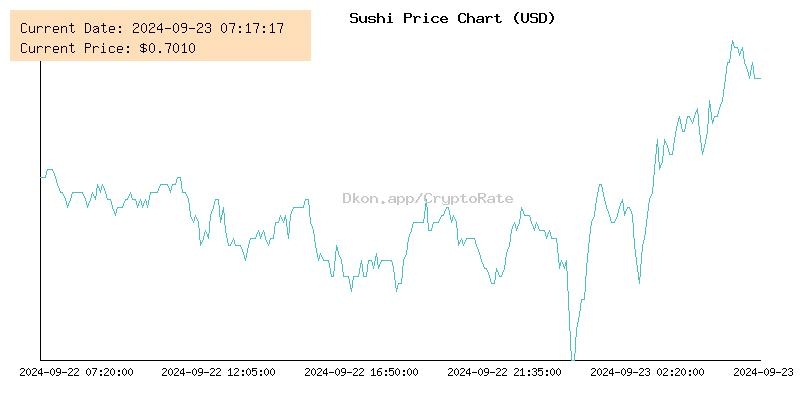 Sushi Price Chart (USD)
Current Date: 2024-09-23 07:17:17
Current Price: $0.7010
Dkon.app/CryptoRate
2024-09-22 07:20:00 2024-09-22 12:05:00 2024-09-22 16:50:00 2024-09-22 21:35:00 2024-09-23 02:20:00 2024-09-23